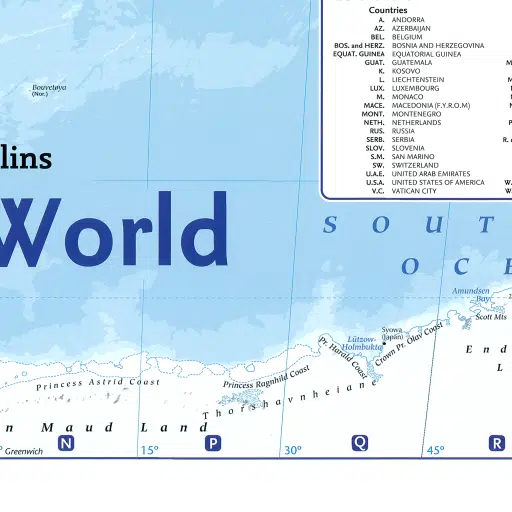 Countries
A. ANDORRA
AZ. AZERBAIJAN
BEL. BELGIUM
BOS. and HERZ. BOSNIA AND HERZEGOVINA
EQUAT. GUINEA EQUATORIAL GUINEA
GUAT. GUATEMALA
K. KOSOVO
L. LIECHTENSTEIN
LUX. LUXEMBOURG
M. MONACO
MACE. MACEDONIA (F.Y.R.O.M)
MONT. MONTENEGRO
NETH. NETHERLANDS
RUS. RUSSIA
SERB. SERBIA
SLOV. SLOVENIA
S.M. SAN MARINO
SW. SWITZERLAND
U.A.E. UNITED ARAB EMIRATES
U.S.A. UNITED STATES OF AMERICA
V.C. VATICAN CITY
Bouvetøya
(Nor.)
lins
World
SOUT
OCE
Amundsen
Bay
Scott Mts
Syowa
(Japan)
Lützow-
Holmbukta
Pr. Harald Coast
Crown Pr. Olav Coast
End
L
Princess Astrid Coast
Princess Ragnhild Coast
Thorshavnheiane
n Maud Land
N P Q R
° Greenwich 15° 30° 45°